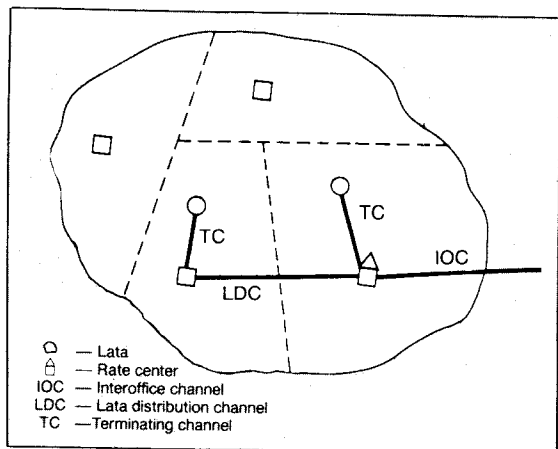 TC
TC
IOC
LDC
— Lata
— Rate center
IOC — Interoffice channel
LDC — Lata distribution channel
TC — Terminating channel